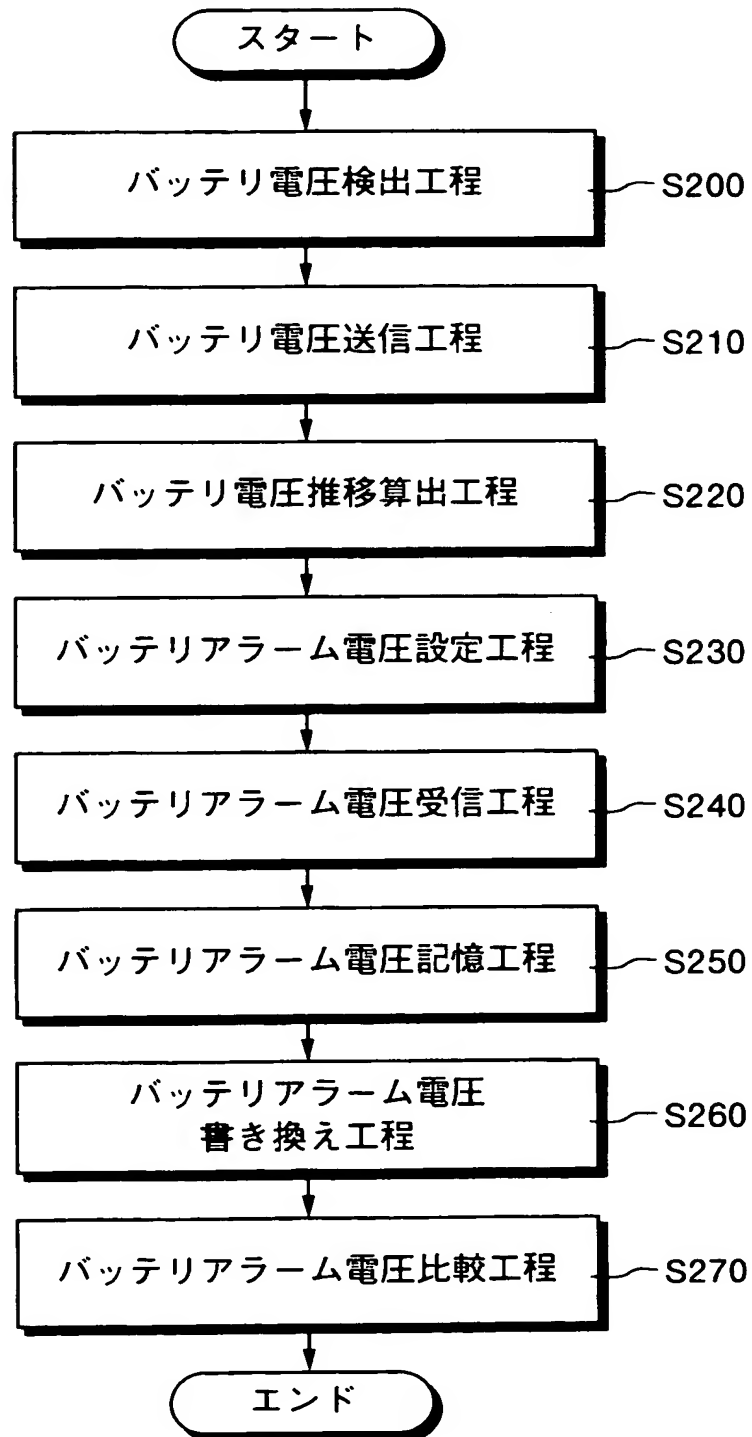 スタート
バッテリ電圧検出工程
S200
バッテリ電圧送信工程
S210
バッテリ電圧推移算出工程
S220
バッテリアラーム電圧設定工程
S230
バッテリアラーム電圧受信工程
S240
バッテリアラーム電圧記憶工程
S250
バッテリアラーム電圧
書き換え工程
S260
バッテリアラーム電圧比較工程
S270
エンド